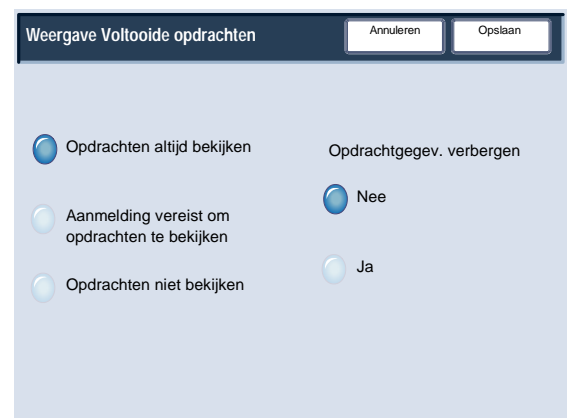 Weergave Voltooide opdrachten
Annuleren
Opslaan
Opdrachten altijd bekijken
Aanmelding vereist om
opdrachten te bekijken
Opdrachten niet bekijken
Opdrachtgegev. verbergen
Nee
Ja